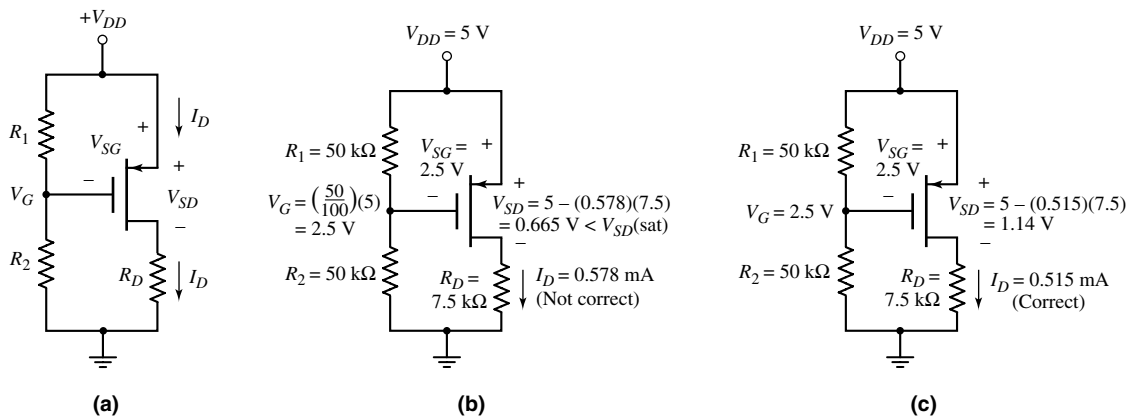 +V_DD
I_D
R_1
+
V_SG
+
V_G
–
V_SD
–
R_2
R_D
I_D
(a)
V_DD = 5 V
R_1 = 50 kΩ
V_SG =
2.5 V
+
–
+
V_G = (50/100)(5)
= 2.5 V
V_SD = 5 – (0.578)(7.5)
= 0.665 V < V_SD(sat)
–
R_2 = 50 kΩ
R_D =
7.5 kΩ
I_D = 0.578 mA
(Not correct)
(b)
V_DD = 5 V
R_1 = 50 kΩ
V_SG =
2.5 V
+
–
+
V_G = 2.5 V
V_SD = 5 – (0.515)(7.5)
= 1.14 V
–
R_2 = 50 kΩ
R_D =
7.5 kΩ
I_D = 0.515 mA
(Correct)
(c)